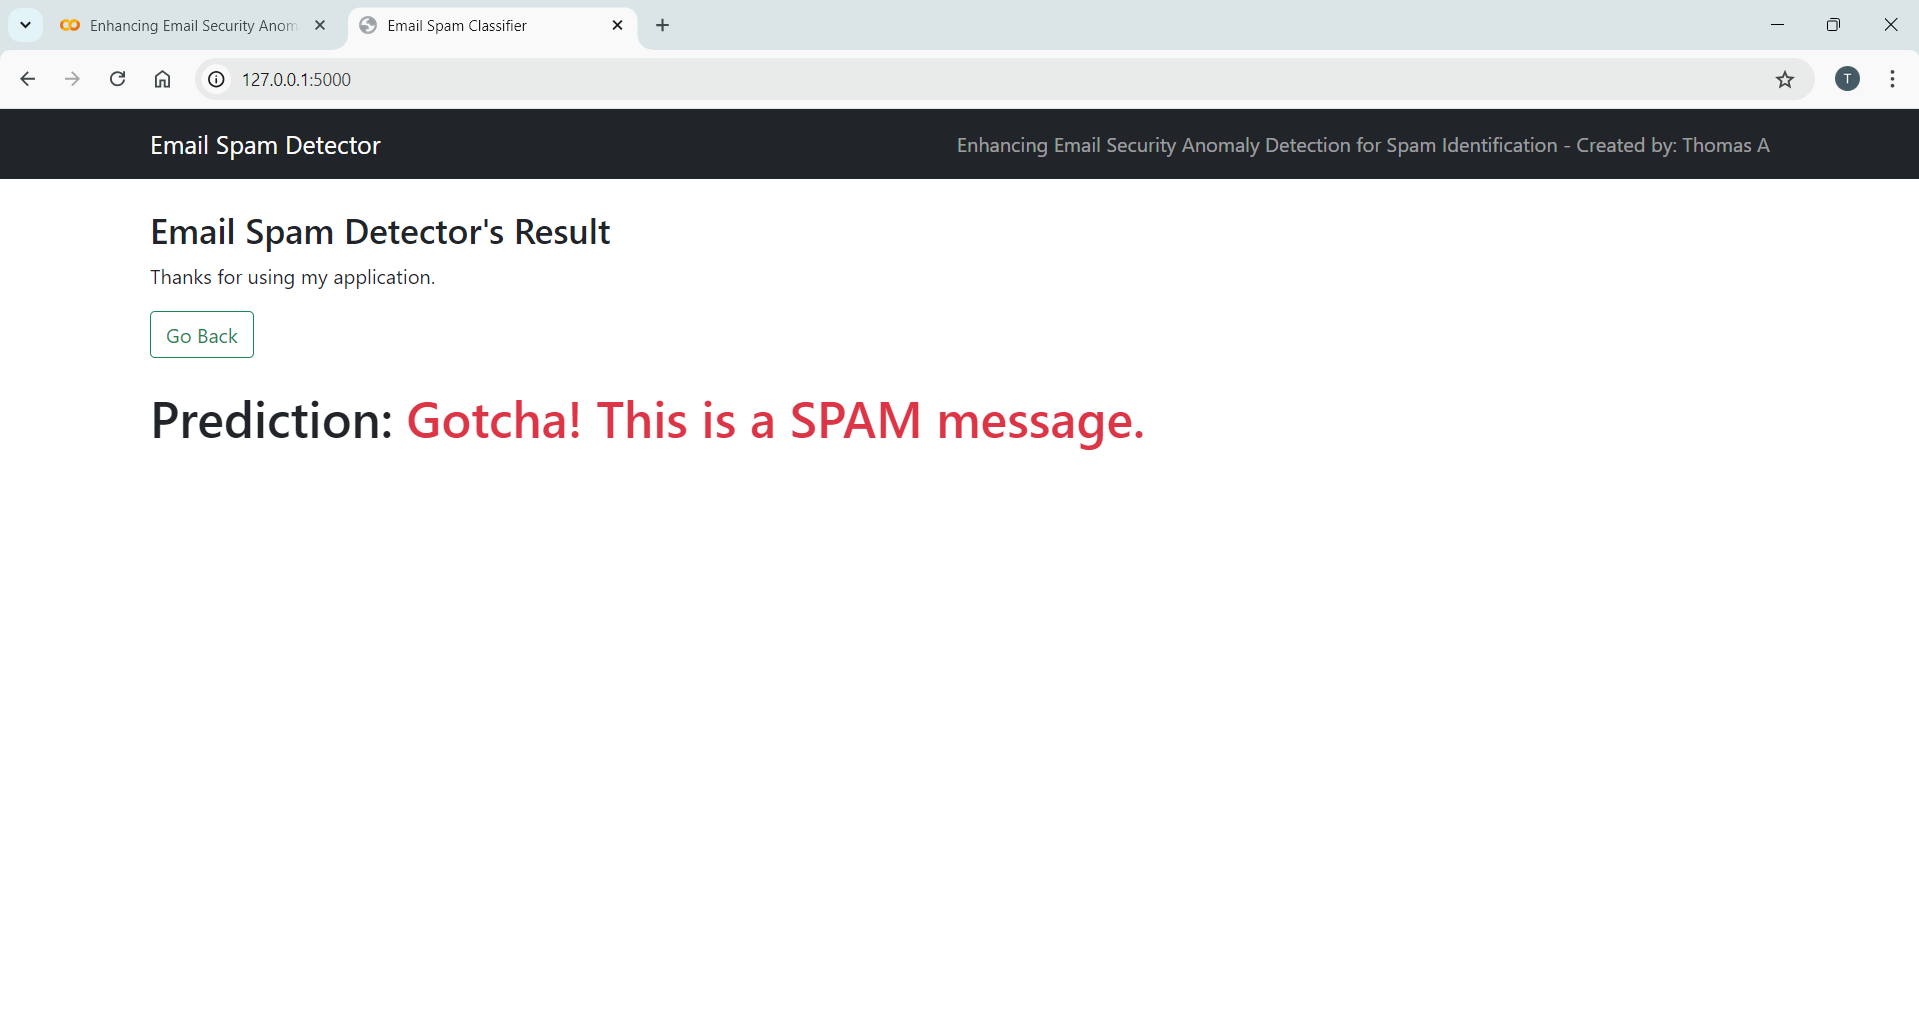 Enhancing Email Security Anom
Email Spam Classifier
127.0.0.1:5000
T
Email Spam Detector
Enhancing Email Security Anomaly Detection for Spam Identification - Created by: Thomas A
Email Spam Detector's Result
Thanks for using my application.
Go Back
Prediction: Gotcha! This is a SPAM message.